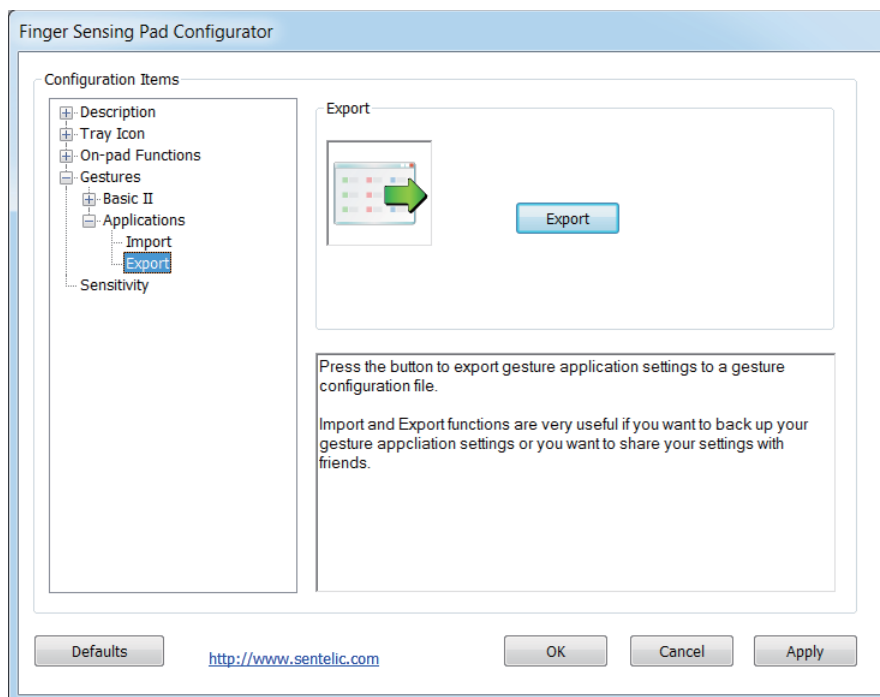 Finger Sensing Pad Configurator
Configuration Items
Description
Tray Icon
On-pad Functions
Gestures
Basic II
Applications
Import
Export
Sensitivity
Export
Export
Press the button to export gesture application settings to a gesture
configuration file.
Import and Export functions are very useful if you want to back up your
gesture appcliation settings or you want to share your settings with
friends.
Defaults
http://www.sentelic.com
OK
Cancel
Apply